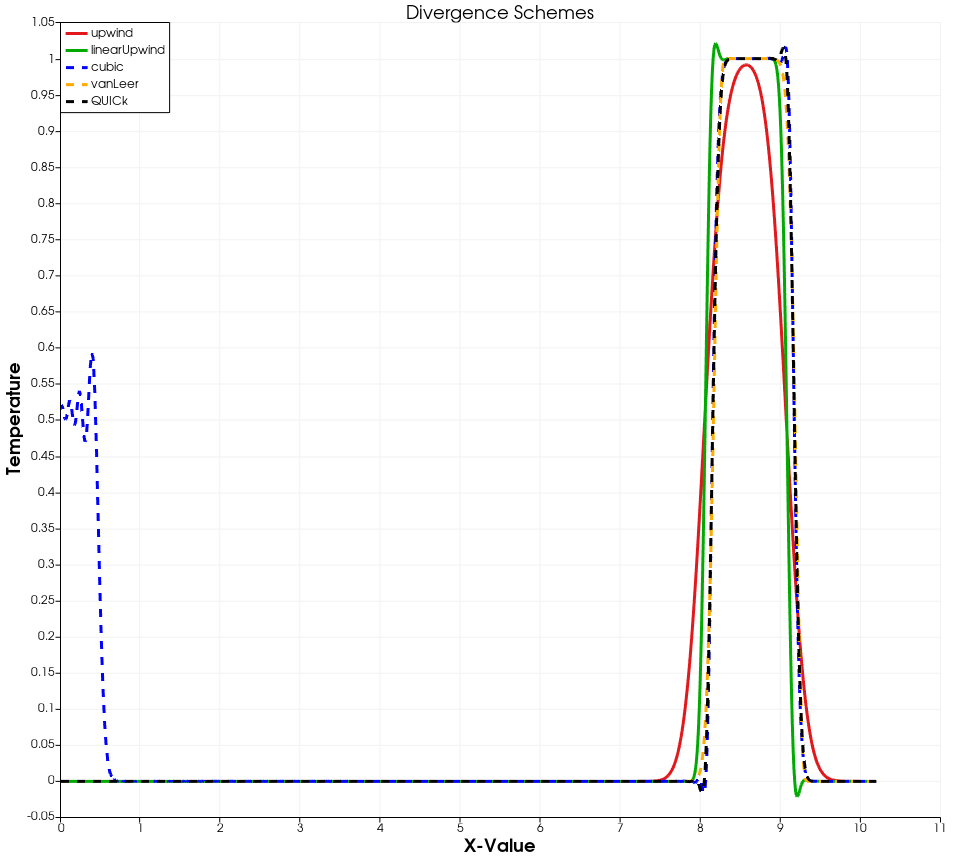 Divergence Schemes
upwind
linearUpwind
cubic
vanLeer
QUICk
1.05
1
0.95
0.9
0.85
0.8
0.75
0.7
0.65
0.6
0.55
0.5
0.45
0.4
0.35
0.3
0.25
0.2
0.15
0.1
0.05
0
-0.05
Temperature
0 1 2 3 4 5 6 7 8 9 10 11
X-Value